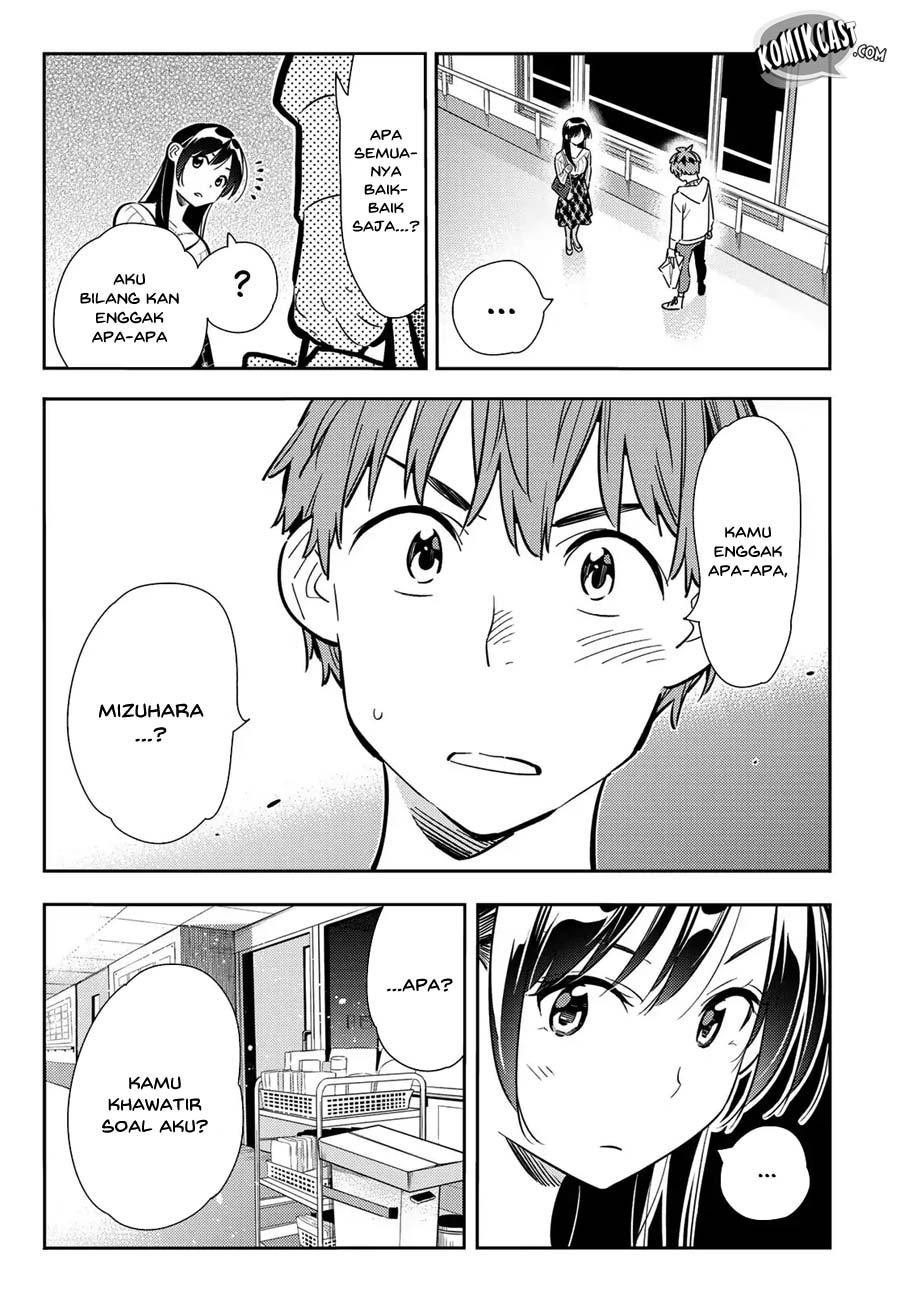 KOMIKCAST.COM
...
APA
SEMUA-
NYA
BAIK-
BAIK
SAJA...?
?
AKU
BILANG KAN
ENGGAK
APA-APA
KAMU
ENGGAK
APA-APA,
MIZUHARA
...?
...
...APA?
KAMU
KHAWATIR
SOAL AKU?